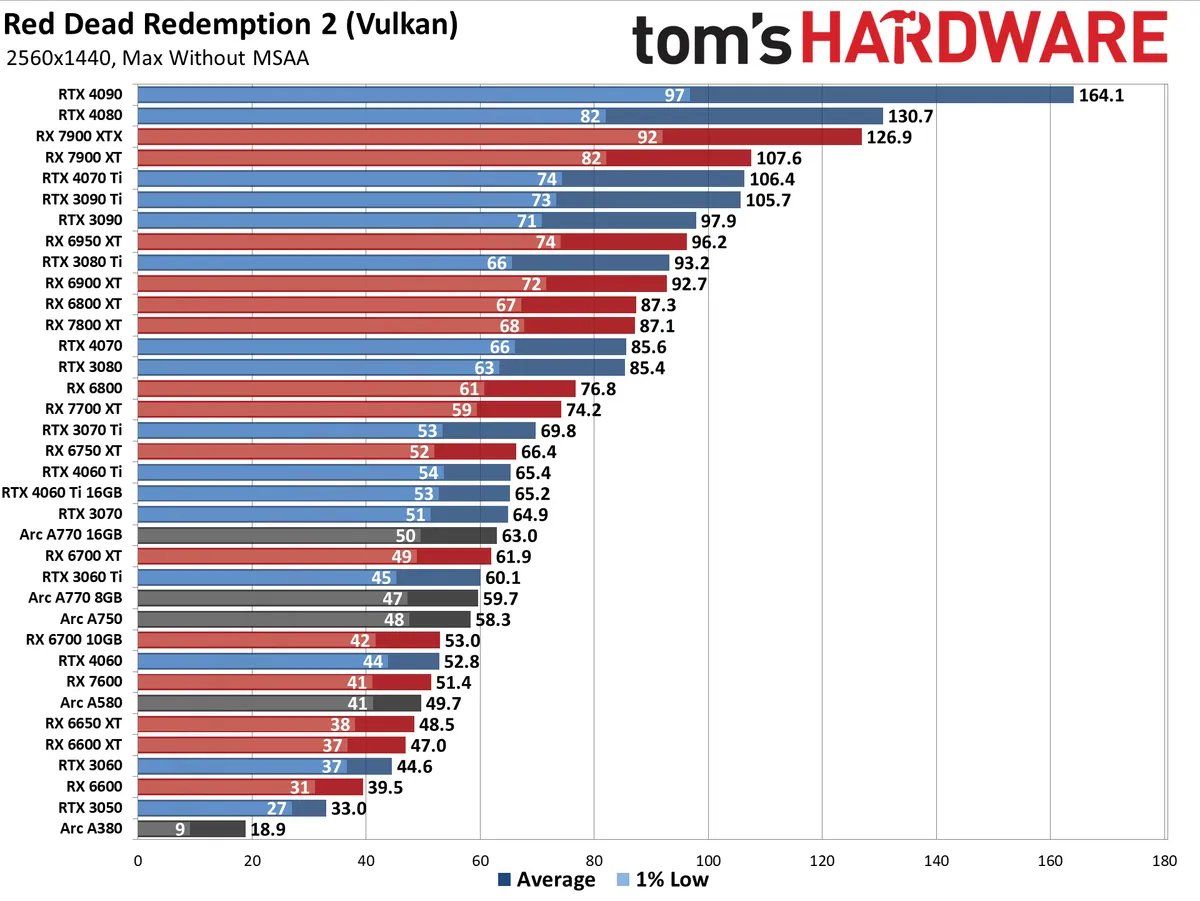 Red Dead Redemption 2 (Vulkan)
tom's HARDWARE
2560x1440, Max Without MSAA
RTX 4090 97 164.1
RTX 4080 82 130.7
RX 7900 XTX 92 126.9
RX 7900 XT 82 107.6
RTX 4070 Ti 74 106.4
RTX 3090 Ti 73 105.7
RTX 3090 71 97.9
RX 6950 XT 74 96.2
RTX 3080 Ti 66 93.2
RX 6900 XT 72 92.7
RX 6800 XT 67 87.3
RX 7800 XT 68 87.1
RTX 4070 66 85.6
RTX 3080 63 85.4
RX 6800 61 76.8
RX 7700 XT 59 74.2
RTX 3070 Ti 53 69.8
RX 6750 XT 52 66.4
RTX 4060 Ti 54 65.4
RTX 4060 Ti 16GB 53 65.2
RTX 3070 51 64.9
Arc A770 16GB 50 63.0
RX 6700 XT 49 61.9
RTX 3060 Ti 45 60.1
Arc A770 8GB 47 59.7
Arc A750 48 58.3
RX 6700 10GB 42 53.0
RTX 4060 44 52.8
RX 7600 41 51.4
Arc A580 41 49.7
RX 6650 XT 38 48.5
RX 6600 XT 37 47.0
RTX 3060 37 44.6
RX 6600 31 39.5
RTX 3050 27 33.0
Arc A380 9 18.9
0 20 40 60 80 100 120 140 160 180
Average 1% Low